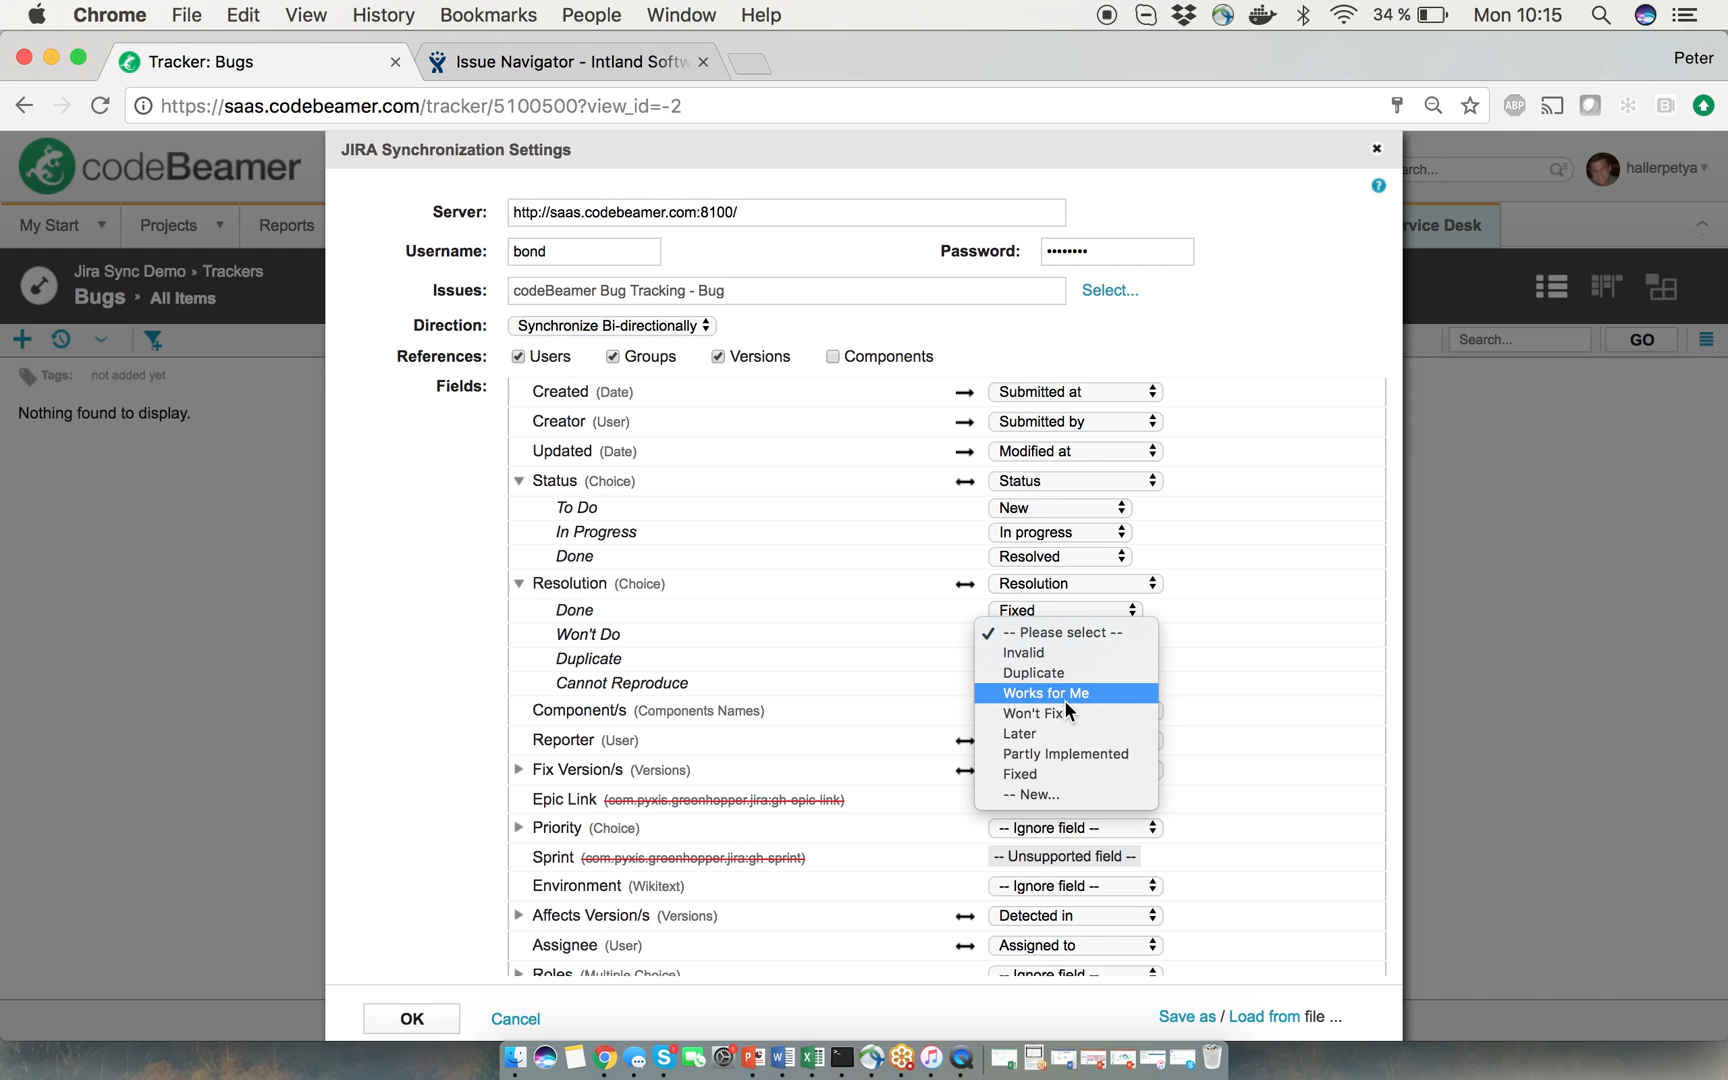 Chrome File Edit View History Bookmarks People Window Help 34 % Mon 10:15
Tracker: Bugs Issue Navigator - Intland Softw Peter
https://saas.codebeamer.com/tracker/5100500?view_id=-2 ABP
codeBeamer JIRA Synchronization Settings arch... hallerpetya
My Start Projects Reports rvice Desk
Server: http://saas.codebeamer.com:8100/
Username: bond Password: ••••••••
Jira Sync Demo » Trackers
Bugs » All Items
Issues: codeBeamer Bug Tracking - Bug Select...
Direction: Synchronize Bi-directionally
Search... GO
References: Users Groups Versions Components
Tags: not added yet
Nothing found to display.
Fields:
Created (Date) Submitted at
Creator (User) Submitted by
Updated (Date) Modified at
Status (Choice) Status
To Do New
In Progress In progress
Done Resolved
Resolution (Choice) Resolution
Done Fixed
Won't Do
Duplicate
Cannot Reproduce
-- Please select --
Invalid
Duplicate
Works for Me
Won't Fix
Later
Partly Implemented
Fixed
-- New...
Component/s (Components Names)
Reporter (User)
Fix Version/s (Versions)
Epic Link (com.pyxis.greenhopper.jira:gh-epic-link)
Priority (Choice) -- Ignore field --
Sprint (com.pyxis.greenhopper.jira:gh-sprint) -- Unsupported field --
Environment (Wikitext) -- Ignore field --
Affects Version/s (Versions) Detected in
Assignee (User) Assigned to
Roles (Multiple Choice) -- Ignore field --
OK Cancel Save as / Load from file ...